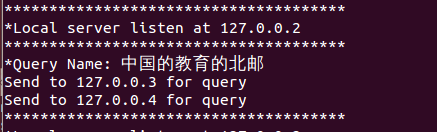 ***************************************
*Local server listen at 127.0.0.2
***************************************
*Query Name: 中国的教育的北邮
Send to 127.0.0.3 for query
Send to 127.0.0.4 for query
***************************************